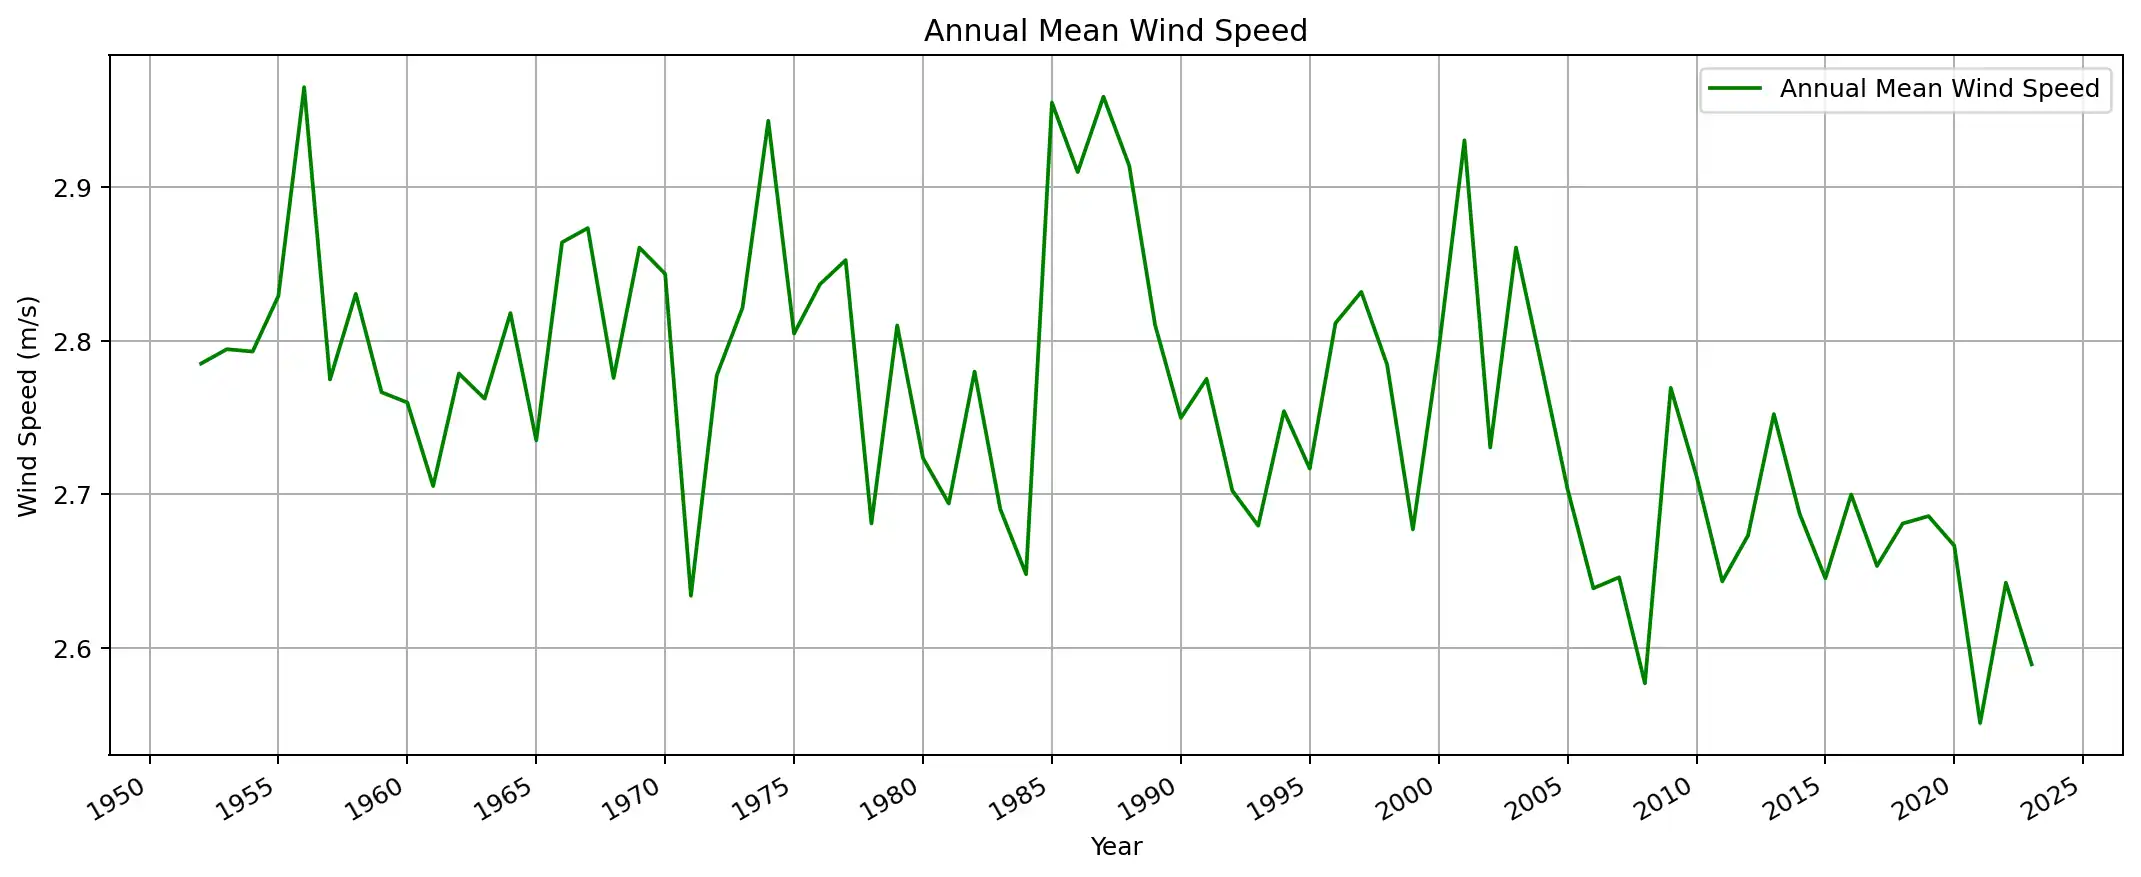 Annual Mean Wind Speed
Annual Mean Wind Speed
Wind Speed (m/s)
2.9
2.8
2.7
2.6
1950 1955 1960 1965 1970 1975 1980 1985 1990 1995 2000 2005 2010 2015 2020 2025
Year